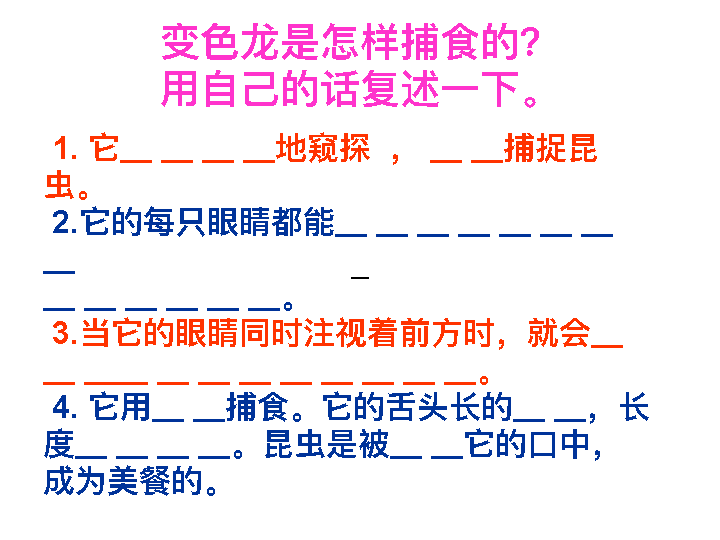 变色龙是怎样捕食的?
用自己的话复述一下。
1. 它__ __ __ __地窥探 ， __ __捕捉昆
虫。
2.它的每只眼睛都能__ __ __ __ __ __ __
__
__ __ __ __ __ __。
3.当它的眼睛同时注视着前方时，就会__
__ ____ __ __ __ __ __ __ __ __ __。
4. 它用__ __捕食。它的舌头长的__ __，长
度__ __ __ __。昆虫是被__ __它的口中，
成为美餐的。